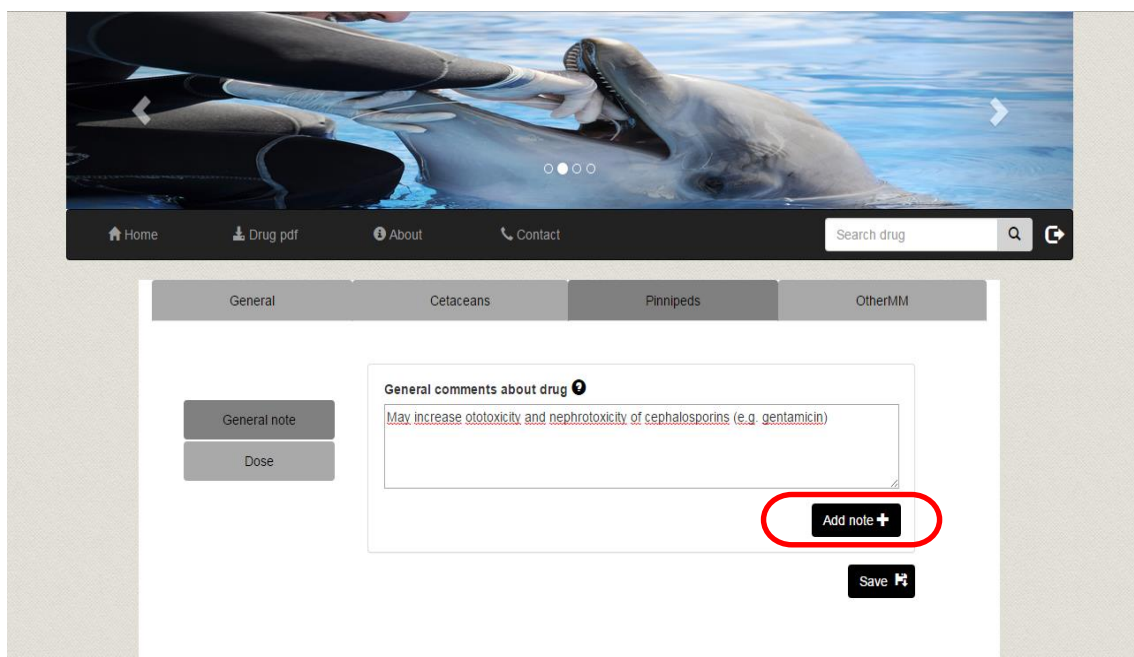 Home Drug pdf About Contact Search drug
General Cetaceans Pinnipeds OtherMM
General comments about drug
May increase ototoxicity and nephrotoxicity of cephalosporins (e.g. gentamicin)
General note
Dose
Add note
Save